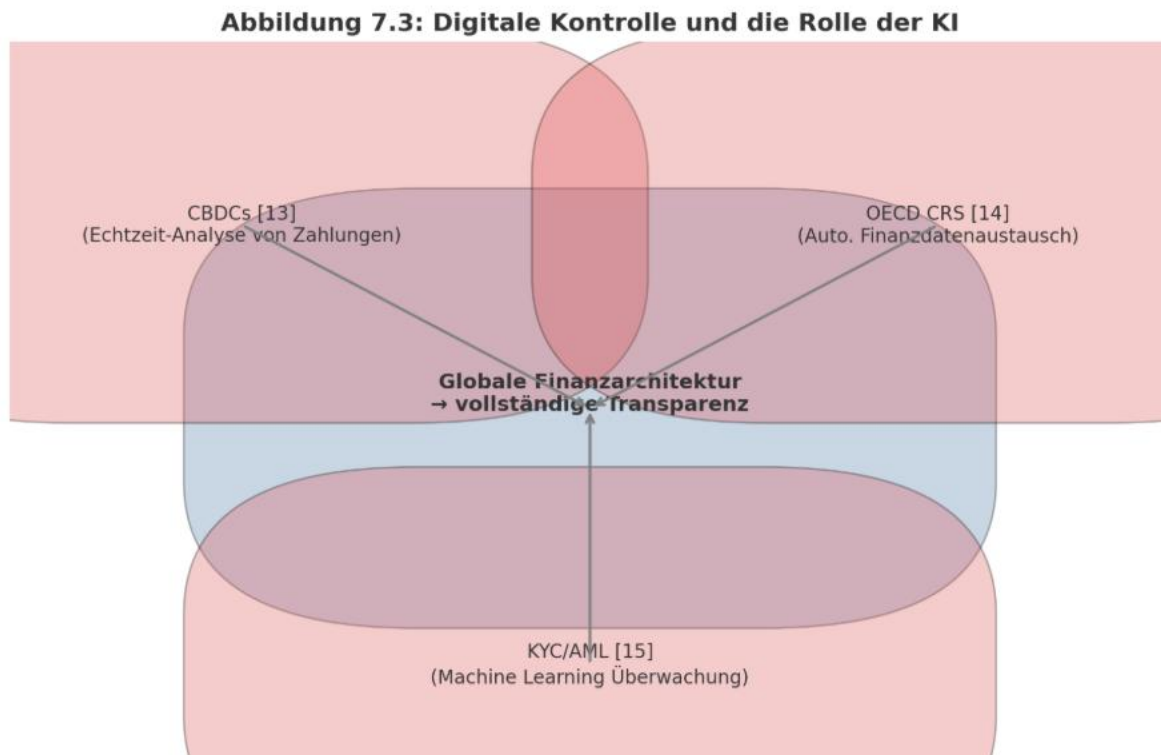 Abbildung 7.3: Digitale Kontrolle und die Rolle der KI
CBDCs [13]
(Echtzeit-Analyse von Zahlungen)
OECD CRS [14]
(Auto. Finanzdatenaustausch)
Globale Finanzarchitektur
→ vollständige Transparenz
KYC/AML [15]
(Machine Learning Überwachung)